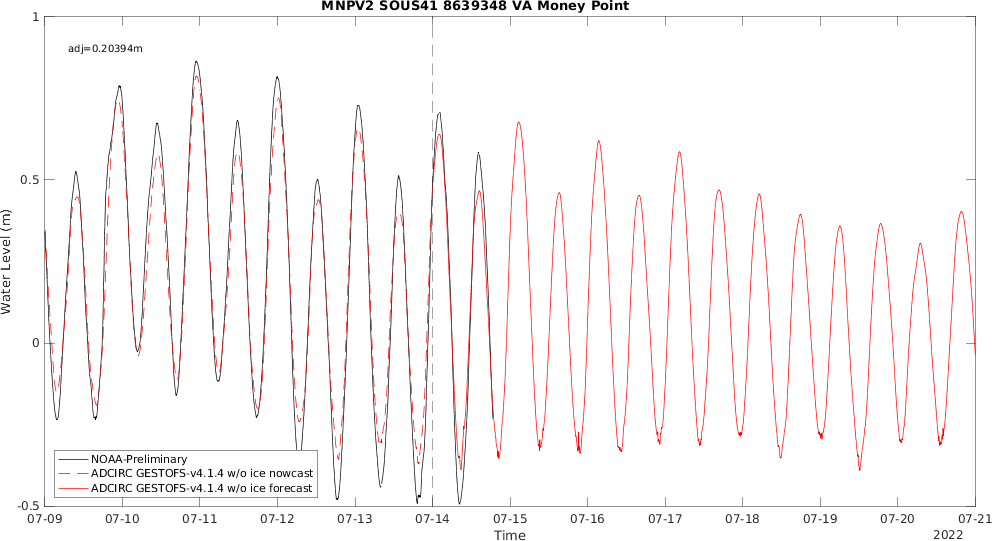 MNPV2 SOUS41 8639348 VA Money Point
1
adj=0.20394m
0.5
Water Level (m)
0
NOAA-Preliminary
ADCIRC GESTOFS-v4.1.4 w/o ice nowcast
ADCIRC GESTOFS-v4.1.4 w/o ice forecast
-0.5
07-09 07-10 07-11 07-12 07-13 07-14 07-15 07-16 07-17 07-18 07-19 07-20 07-21
Time
2022